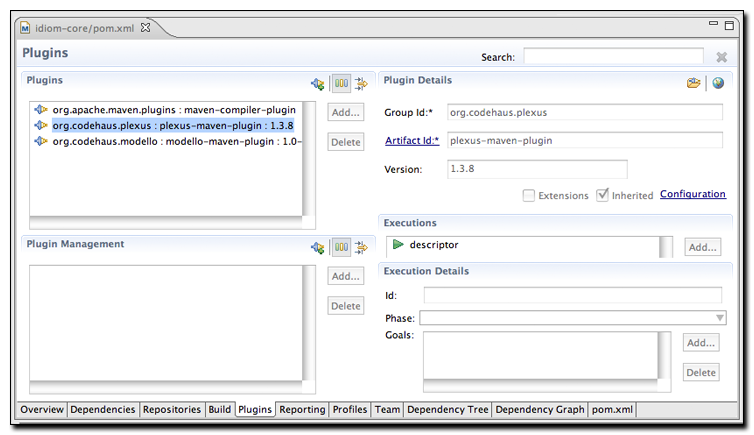 idiom-core/pom.xml
Plugins
Search:
Plugins
org.apache.maven.plugins : maven-compiler-plugin
org.codehaus.plexus : plexus-maven-plugin : 1.3.8
org.codehaus.modello : modello-maven-plugin : 1.0-
Add...
Delete
Plugin Management
Add...
Delete
Plugin Details
Group Id:* org.codehaus.plexus
Artifact Id:* plexus-maven-plugin
Version: 1.3.8
Extensions Inherited Configuration
Executions
descriptor
Add...
Execution Details
Id:
Phase:
Goals:
Add...
Delete
Overview Dependencies Repositories Build Plugins Reporting Profiles Team Dependency Tree Dependency Graph pom.xml